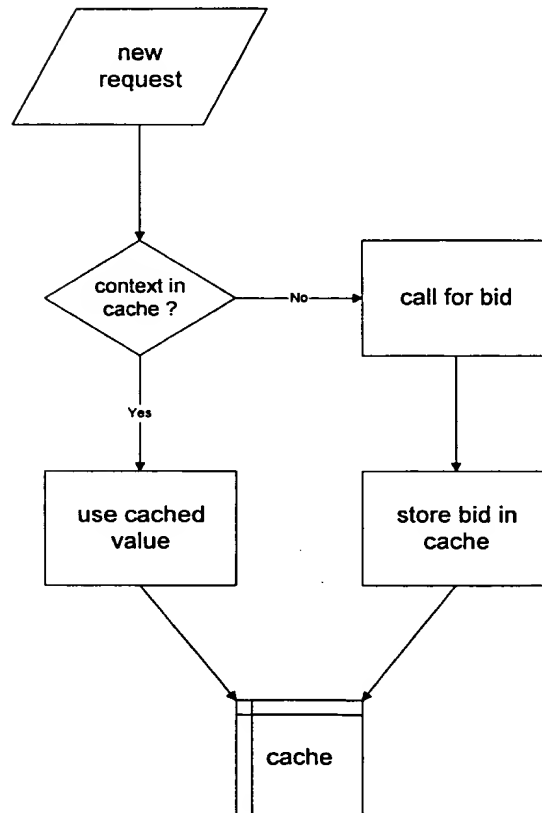 new
request
context in
cache ?
No
call for bid
Yes
use cached
value
store bid in
cache
cache